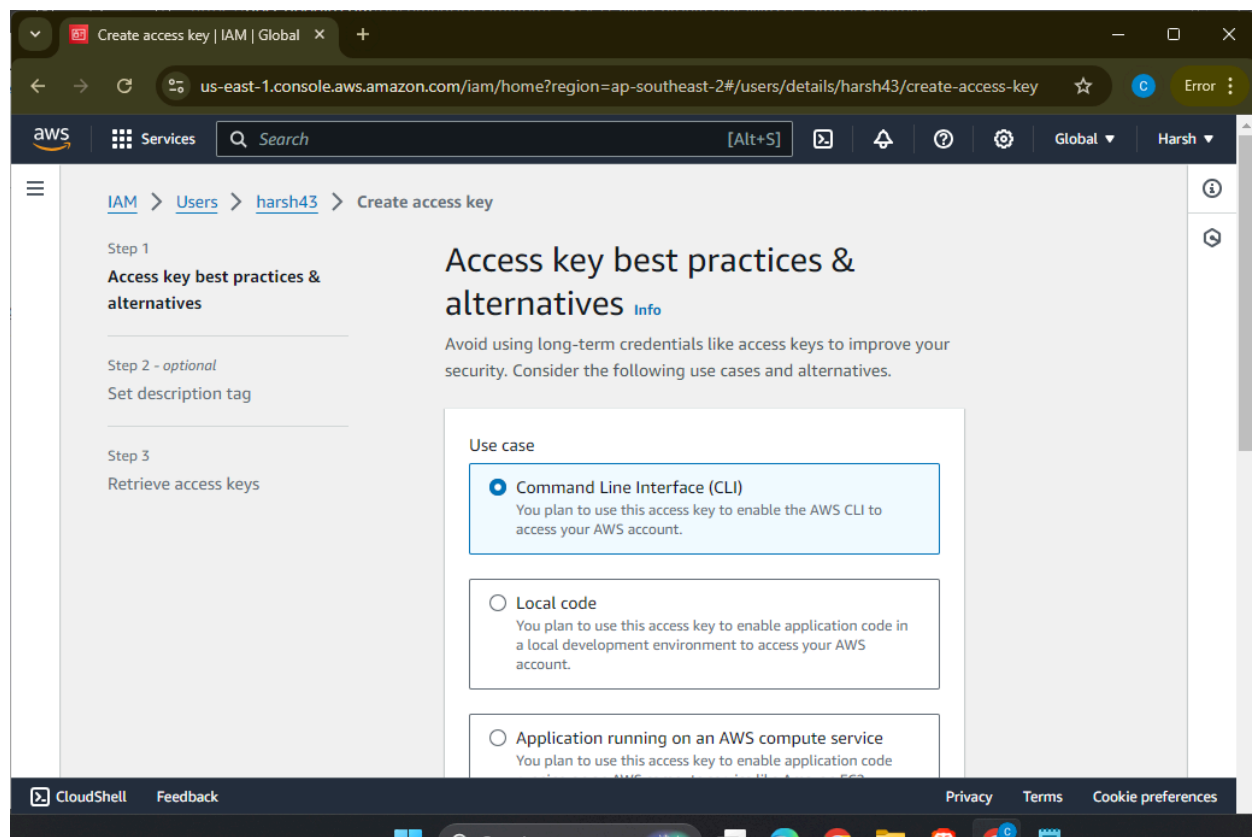 Create access key | IAM | Global
us-east-1.console.aws.amazon.com/iam/home?region=ap-southeast-2#/users/details/harsh43/create-access-key
C
Error
aws
Services
Search
[Alt+S]
Global
Harsh
IAM > Users > harsh43 > Create access key
Step 1
Access key best practices &
alternatives
Step 2 - optional
Set description tag
Step 3
Retrieve access keys
Access key best practices &
alternatives Info
Avoid using long-term credentials like access keys to improve your
security. Consider the following use cases and alternatives.
Use case
Command Line Interface (CLI)
You plan to use this access key to enable the AWS CLI to
access your AWS account.
Local code
You plan to use this access key to enable application code in
a local development environment to access your AWS
account.
Application running on an AWS compute service
You plan to use this access key to enable application code
CloudShell
Feedback
Privacy
Terms
Cookie preferences
C